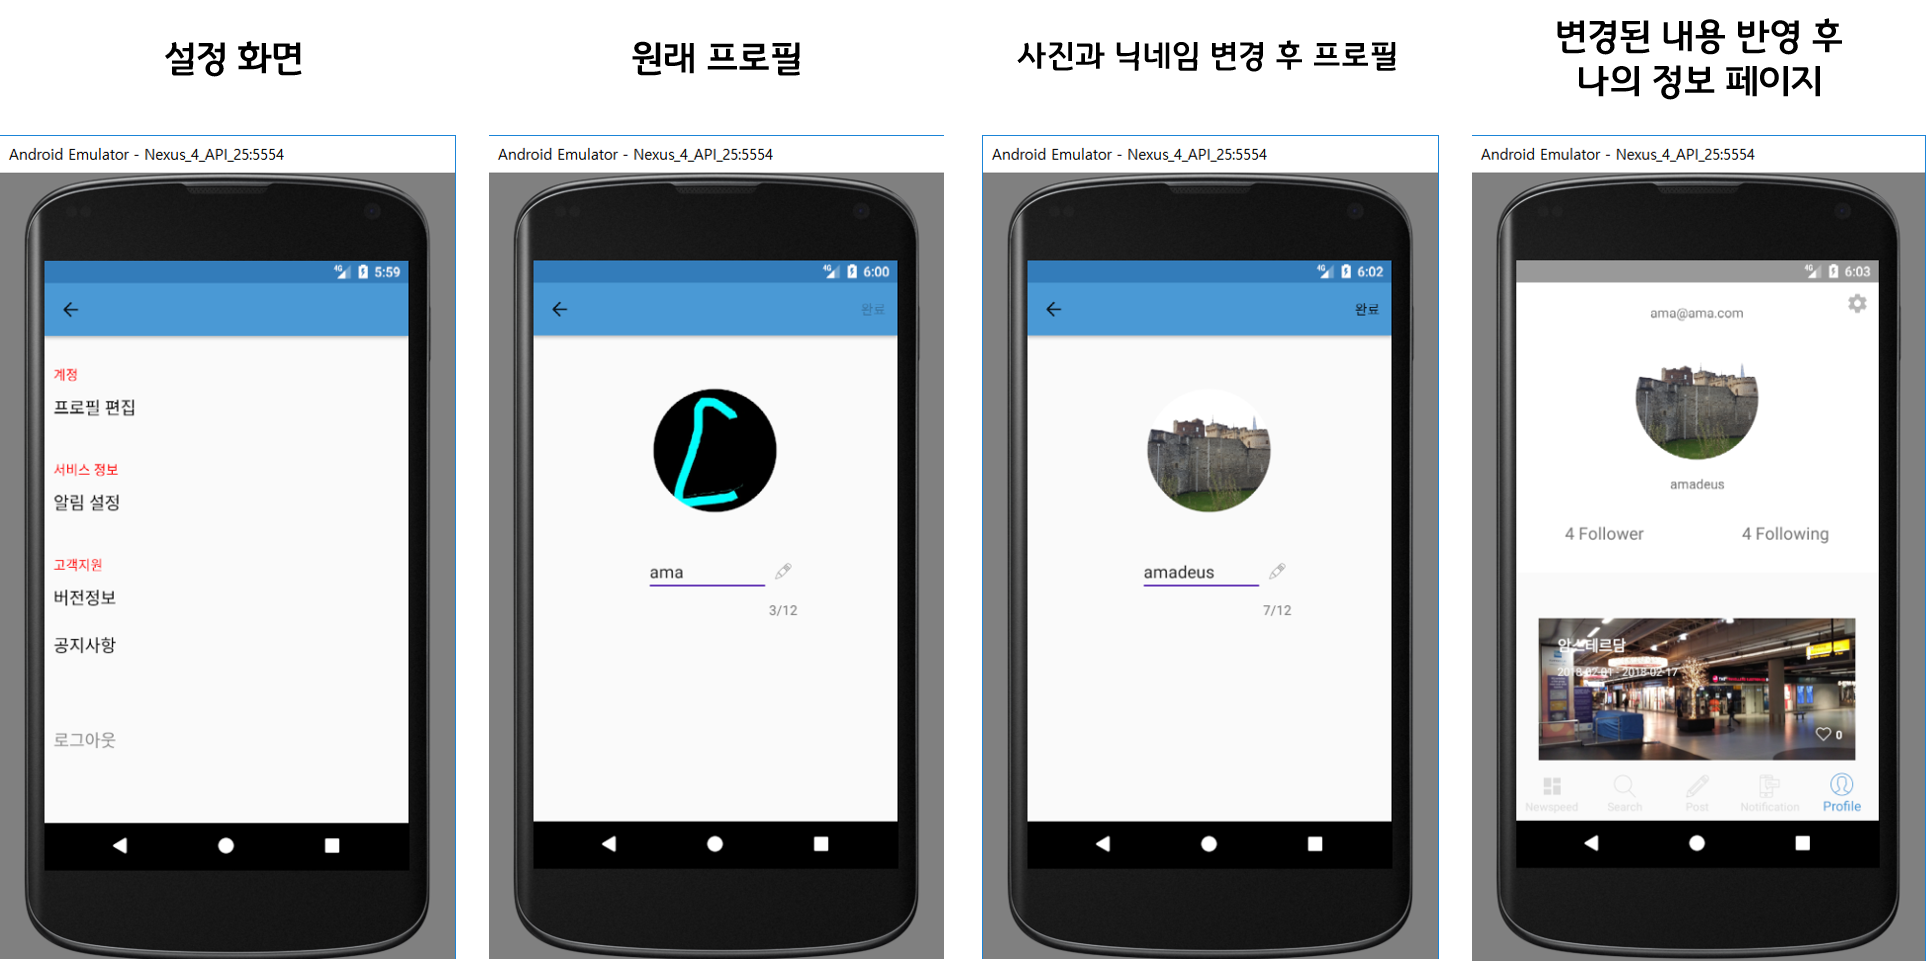 설정 화면
원래 프로필
사진과 닉네임 변경 후 프로필
변경된 내용 반영 후
나의 정보 페이지
Android Emulator - Nexus_4_API_25:5554
4G 5:59
계정
프로필 편집
서비스 정보
알림 설정
고객지원
버전정보
공지사항
로그아웃
Android Emulator - Nexus_4_API_25:5554
4G 6:00
완료
ama
3/12
Android Emulator - Nexus_4_API_25:5554
4G 6:02
완료
amadeus
7/12
Android Emulator - Nexus_4_API_25:5554
4G 6:03
ama@ama.com
amadeus
4 Follower
4 Following
암스테르담
2018-02-01 - 2018-02-17
0
Newspeed
Search
Post
Notification
Profile